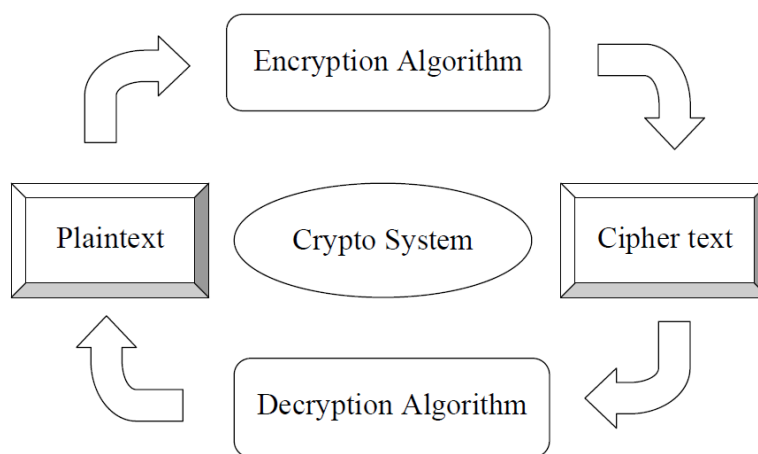 Encryption Algorithm
Plaintext
Crypto System
Cipher text
Decryption Algorithm